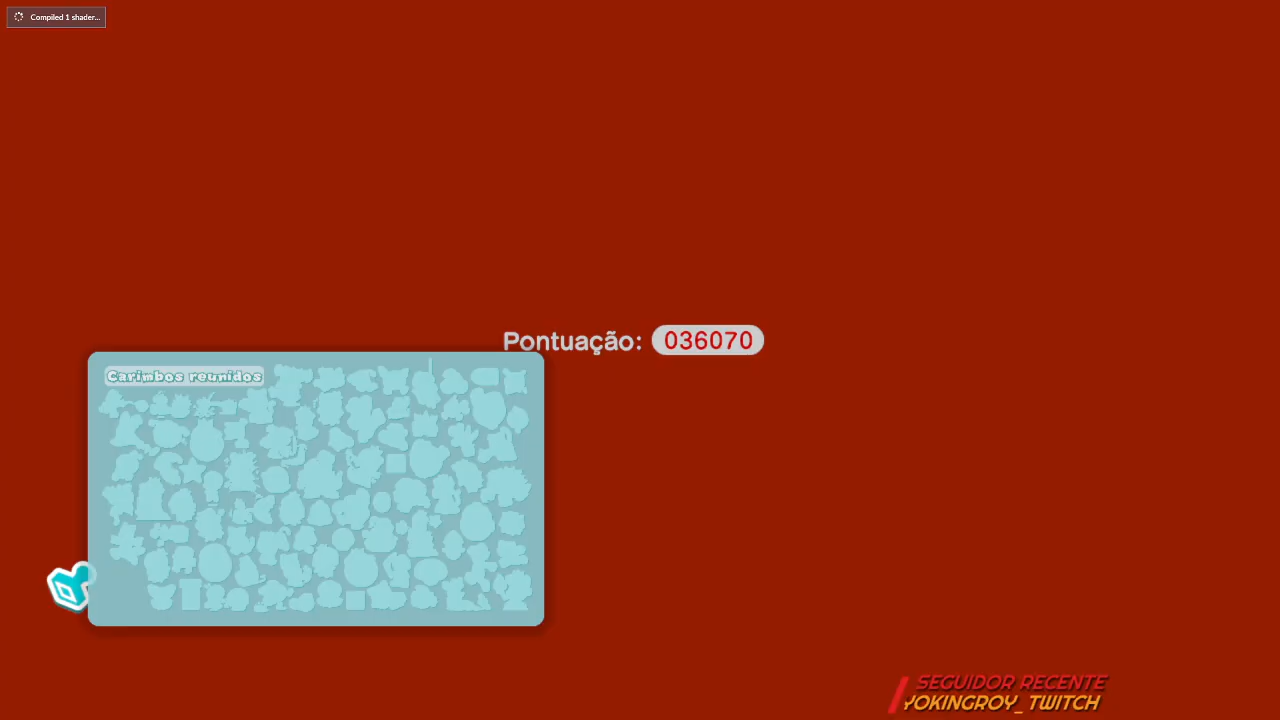 Compiled 1 shader...
Pontuação: 036070
Carimbos reunidos
SEGUIDOR RECENTE
YOKINGROY_TWITCH